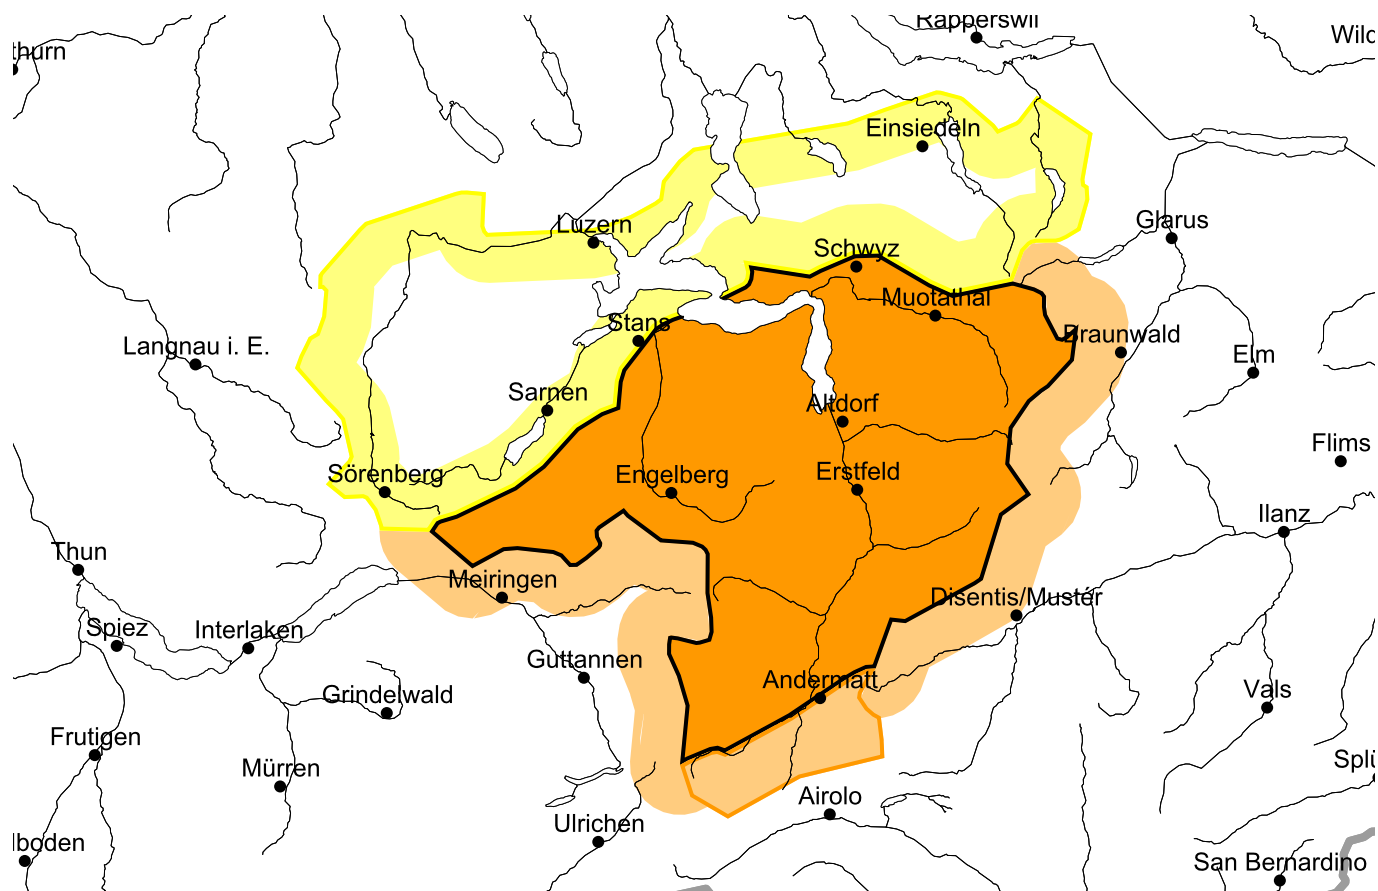 Rapperswil
thurn
Wild
Einsiedeln
Glarus
Luzern
Schwyz
Muotathal
Stans
Braunwald
Langnau i. E.
Elm
Sarnen
Altdorf
Flims
Sörenberg
Engelberg
Erstfeld
Ilanz
Thun
Meiringen
Disentis/Mustér
Spiez
Interlaken
Guttannen
Andermatt
Vals
Grindelwald
Frutigen
Mürren
Splü
Airolo
Ulrichen
lboden
San Bernardino